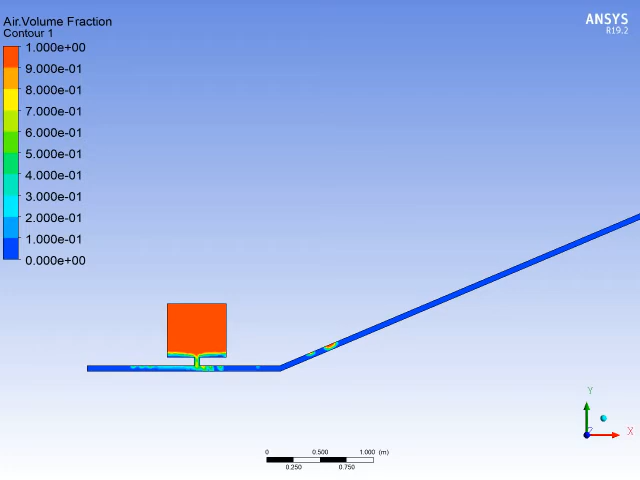 Air.Volume Fraction
Contour 1
1.000e+00
9.000e-01
8.000e-01
7.000e-01
6.000e-01
5.000e-01
4.000e-01
3.000e-01
2.000e-01
1.000e-01
0.000e+00
ANSYS
R19.2
Y
Z
X
0 0.500 1.000 (m)
0.250 0.750